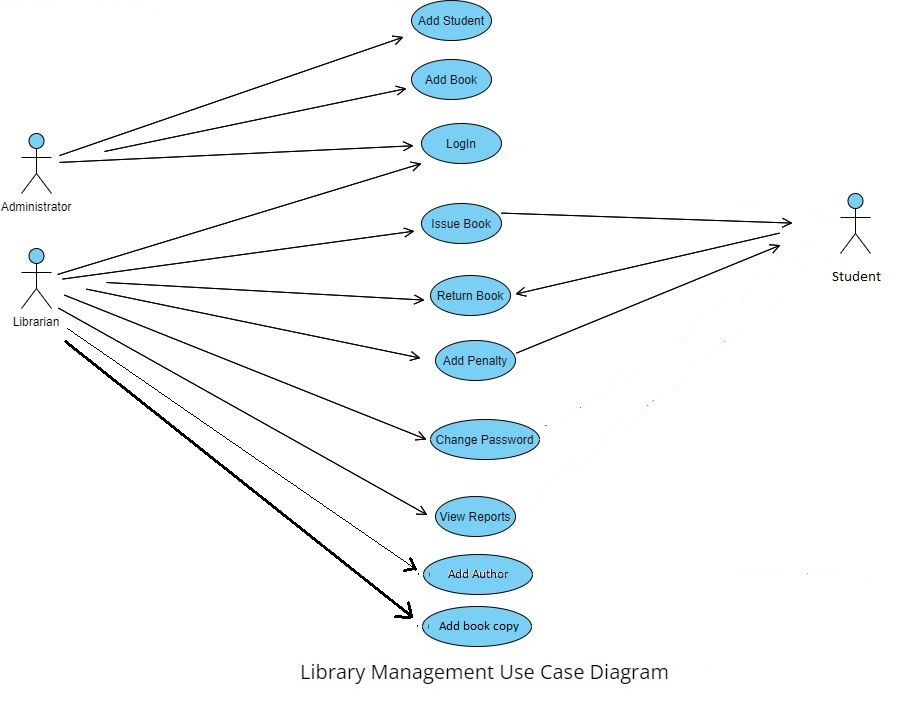 Add Student
Add Book
LogIn
Administrator
Issue Book
Student
Return Book
Librarian
Add Penalty
Change Password
View Reports
Add Author
Add book copy
Library Management Use Case Diagram